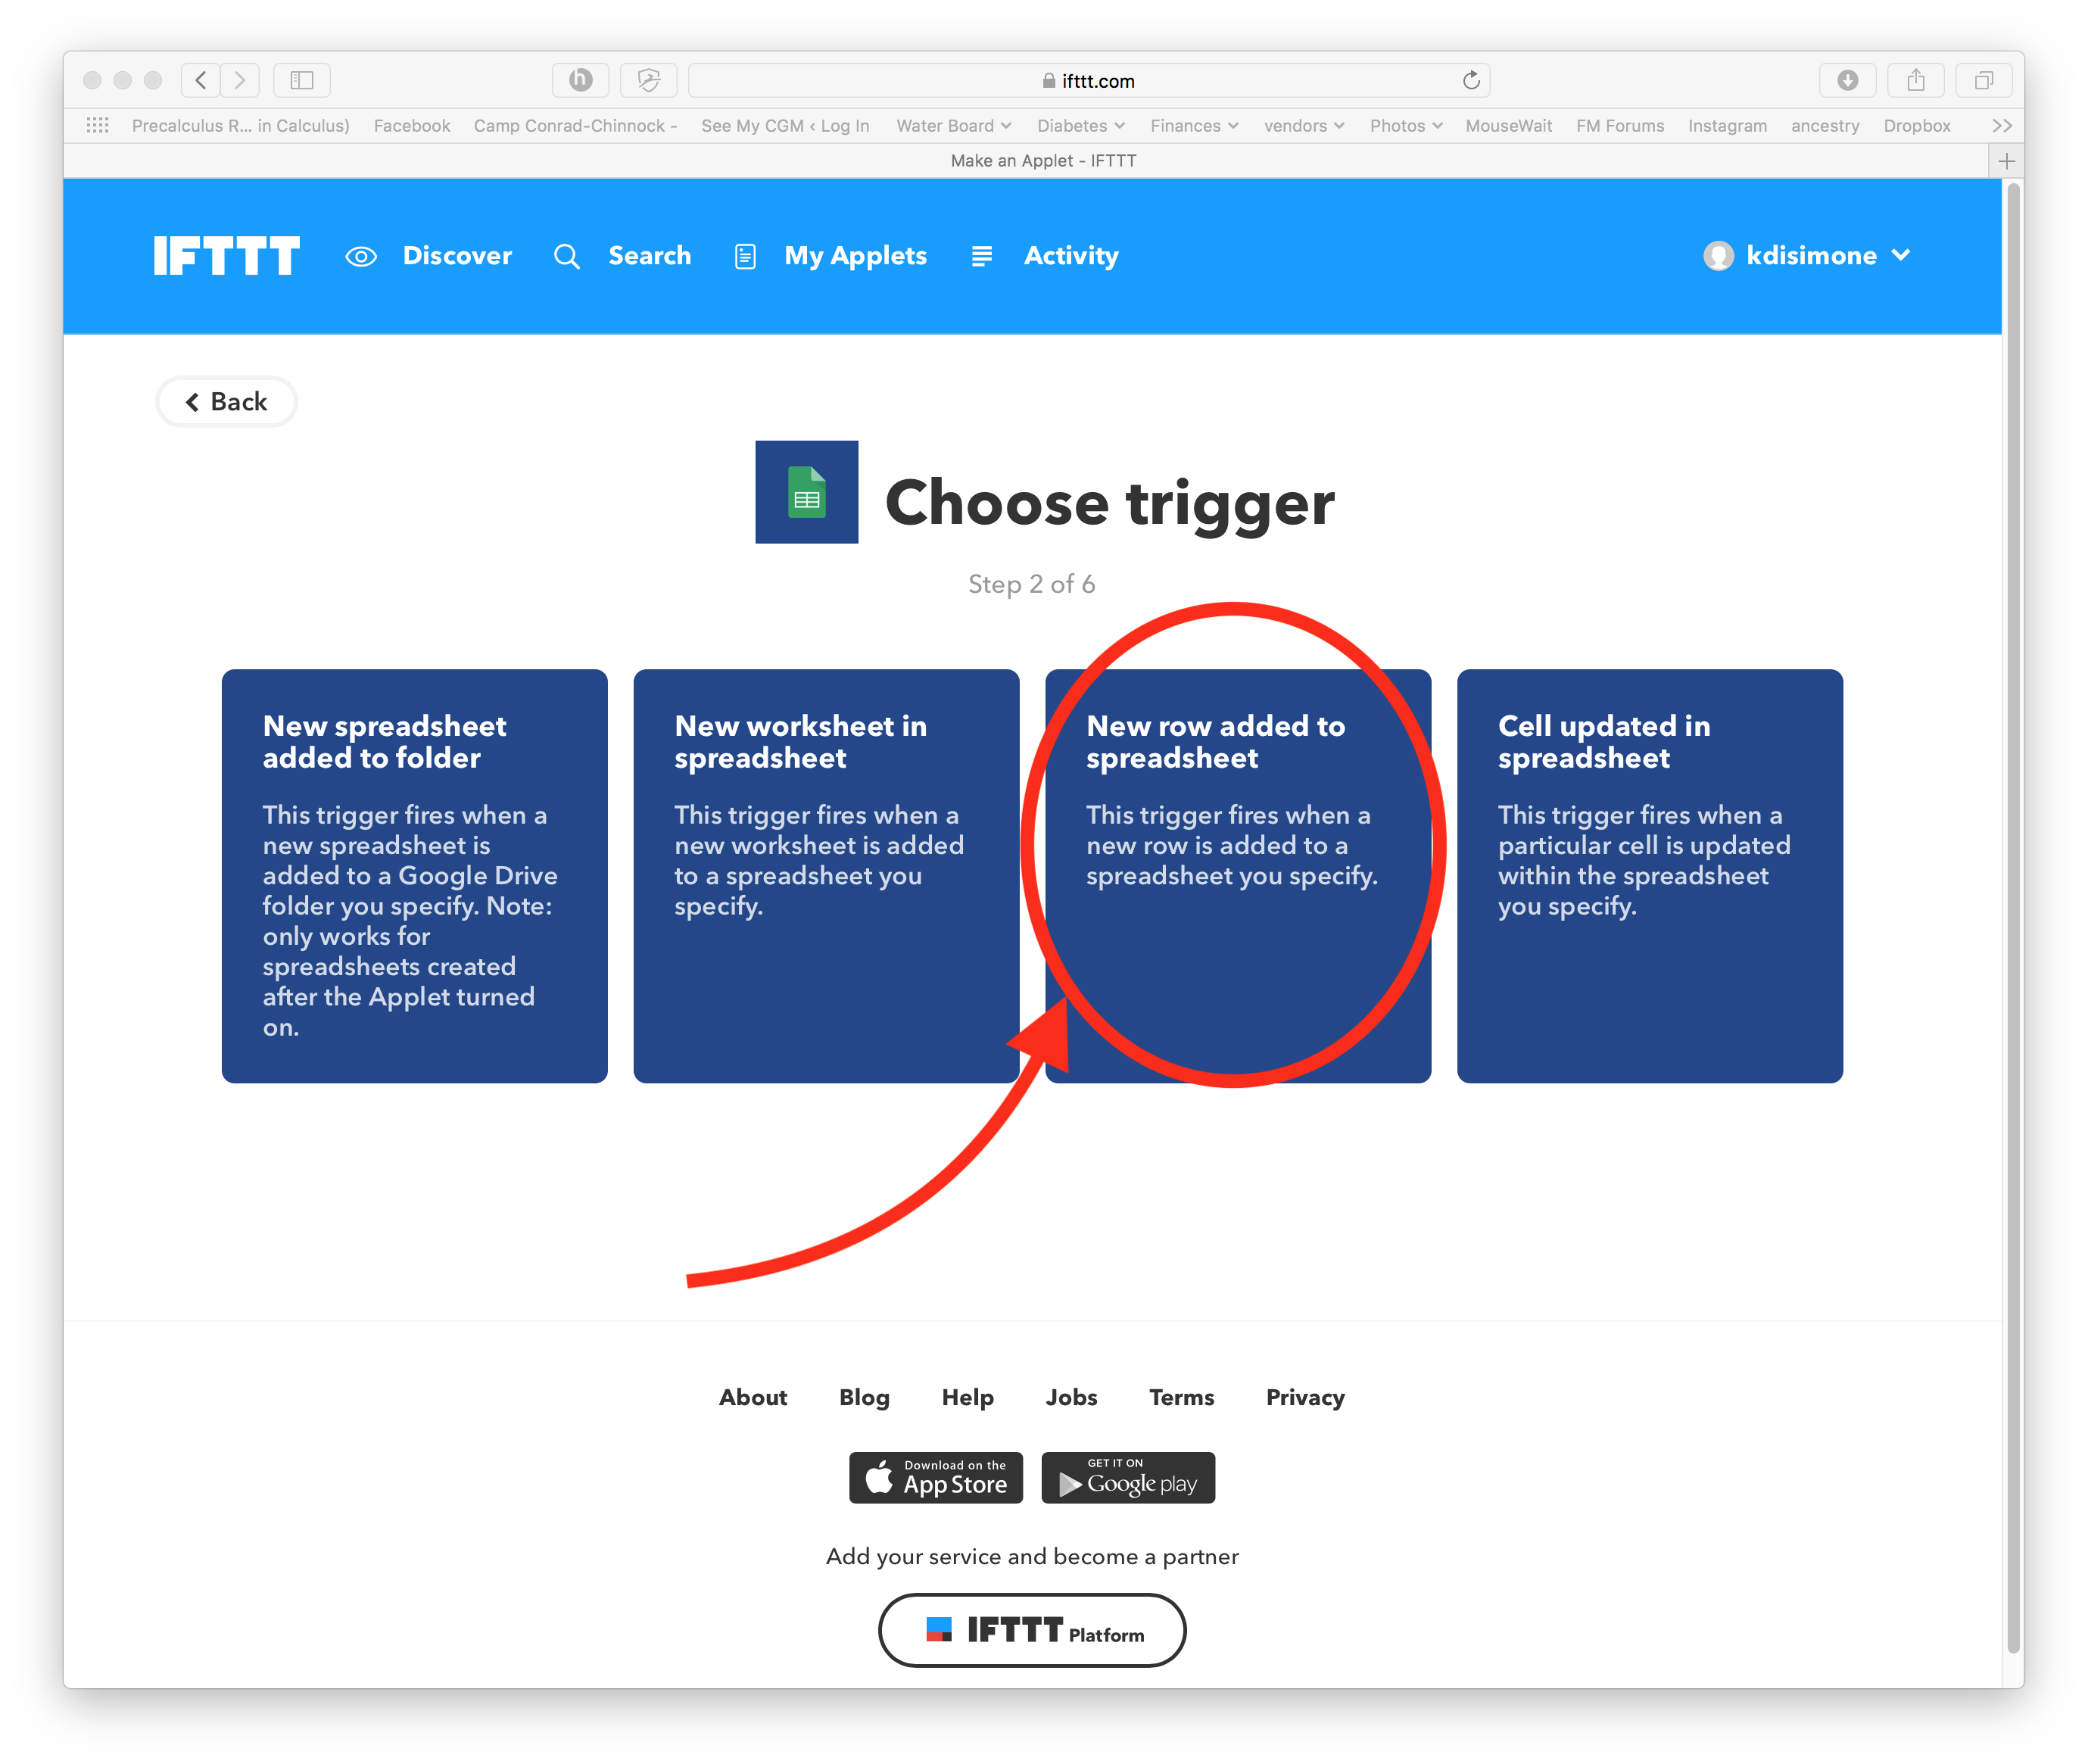 ifttt.com
Precalculus R... in Calculus) Facebook Camp Conrad-Chinnock - See My CGM ‹ Log In Water Board Diabetes Finances vendors Photos MouseWait FM Forums Instagram ancestry Dropbox
Make an Applet - IFTTT
IFTTT Discover Search My Applets Activity kdisimone
Back
Choose trigger
Step 2 of 6
New spreadsheet
added to folder
This trigger fires when a
new spreadsheet is
added to a Google Drive
folder you specify. Note:
only works for
spreadsheets created
after the Applet turned
on.
New worksheet in
spreadsheet
This trigger fires when a
new worksheet is added
to a spreadsheet you
specify.
New row added to
spreadsheet
This trigger fires when a
new row is added to a
spreadsheet you specify.
Cell updated in
spreadsheet
This trigger fires when a
particular cell is updated
within the spreadsheet
you specify.
About Blog Help Jobs Terms Privacy
Download on the
App Store
GET IT ON
Google play
Add your service and become a partner
IFTTT Platform